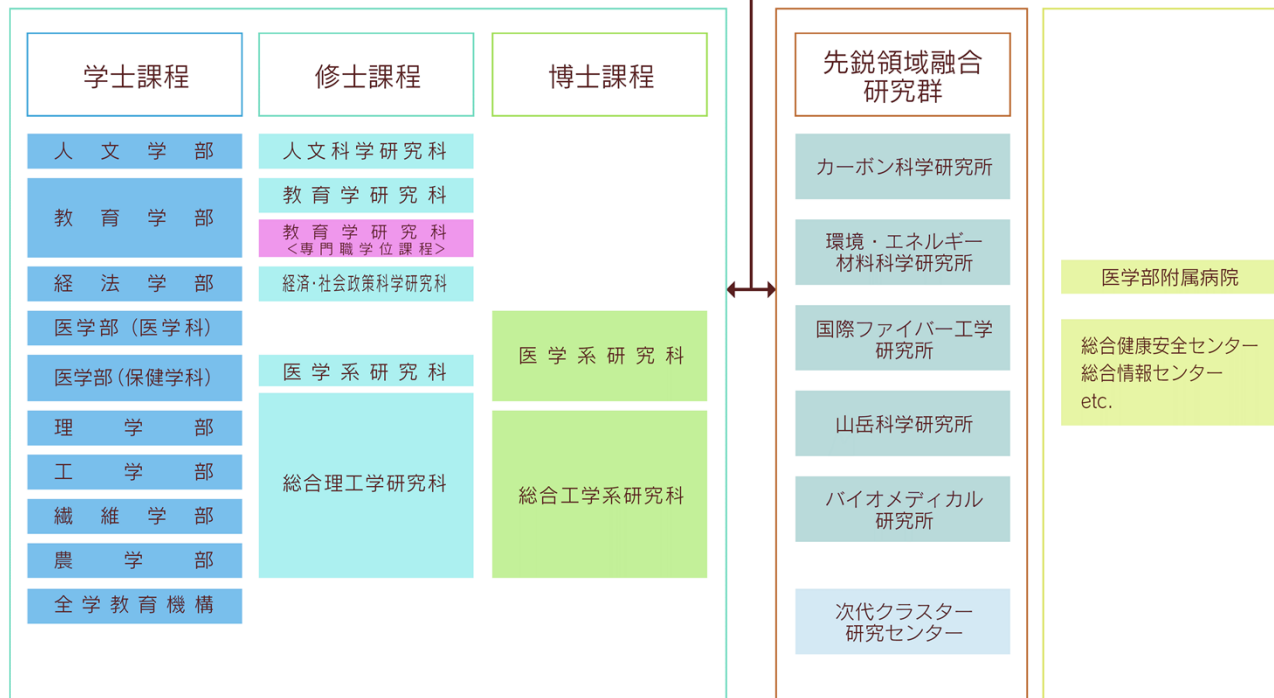 学士課程
人文学部
教育学部
経法学部
医学部（医学科）
医学部（保健学科）
理学部
工学部
繊維学部
農学部
全学教育機構
修士課程
人文科学研究科
教育学研究科
教育学研究科
<専門職学位課程>
経済・社会政策科学研究科
医学系研究科
総合理工学研究科
博士課程
医学系研究科
総合工学系研究科
先鋭領域融合
研究群
カーボン科学研究所
環境・エネルギー
材料科学研究所
国際ファイバー工学
研究所
山岳科学研究所
バイオメディカル
研究所
次代クラスター
研究センター
医学部附属病院
総合健康安全センター
総合情報センター
etc.